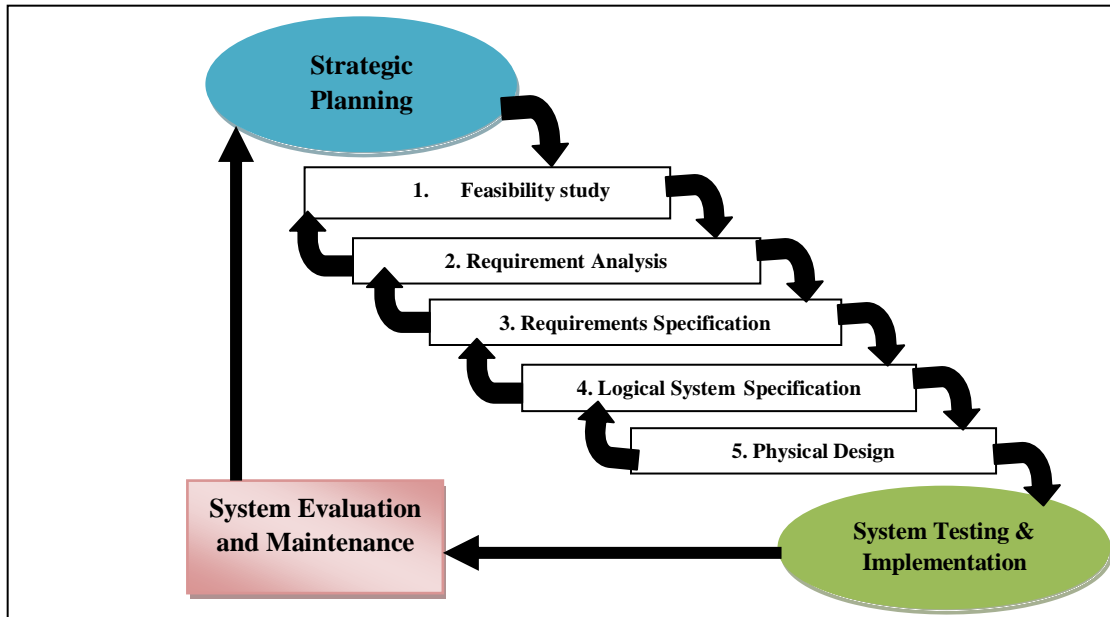 Strategic
Planning
1. Feasibility study
2. Requirement Analysis
3. Requirements Specification
4. Logical System Specification
5. Physical Design
System Evaluation
and Maintenance
System Testing &
Implementation